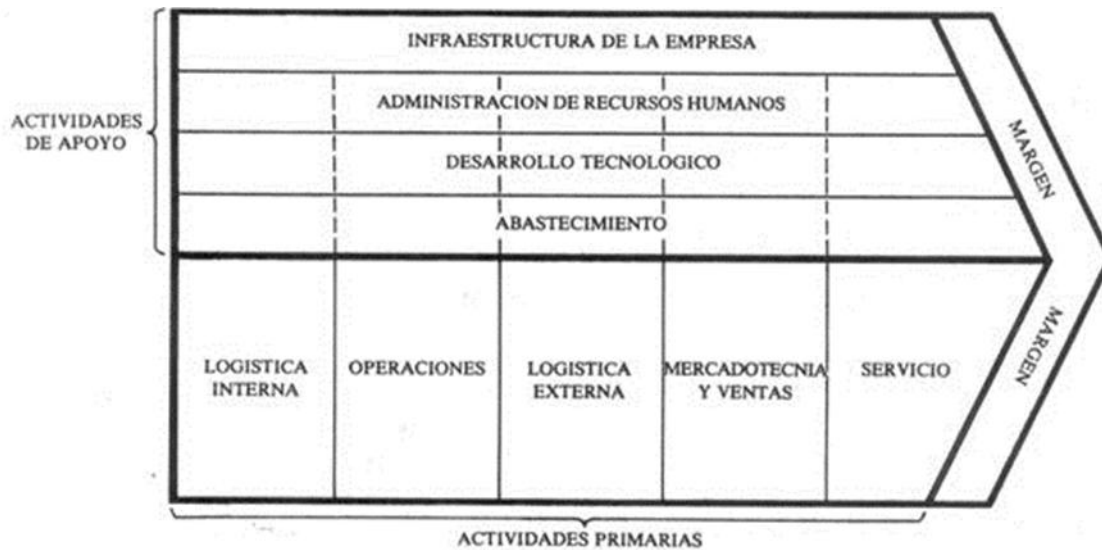 INFRAESTRUCTURA DE LA EMPRESA
ADMINISTRACION DE RECURSOS HUMANOS
DESARROLLO TECNOLOGICO
ABASTECIMIENTO
ACTIVIDADES
DE APOYO
MARGEN
LOGISTICA
INTERNA
OPERACIONES
LOGISTICA
EXTERNA
MERCADOTECNIA
Y VENTAS
SERVICIO
MARGEN
ACTIVIDADES PRIMARIAS